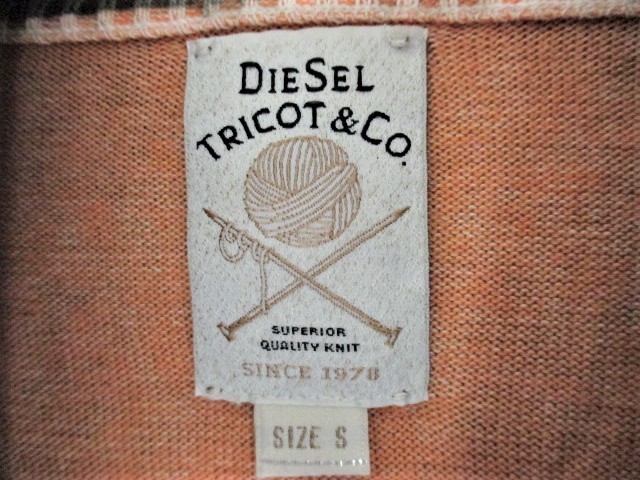 DIESEL
TRICOT & CO.
SUPERIOR
QUALITY KNIT
SINCE 1978
SIZE S